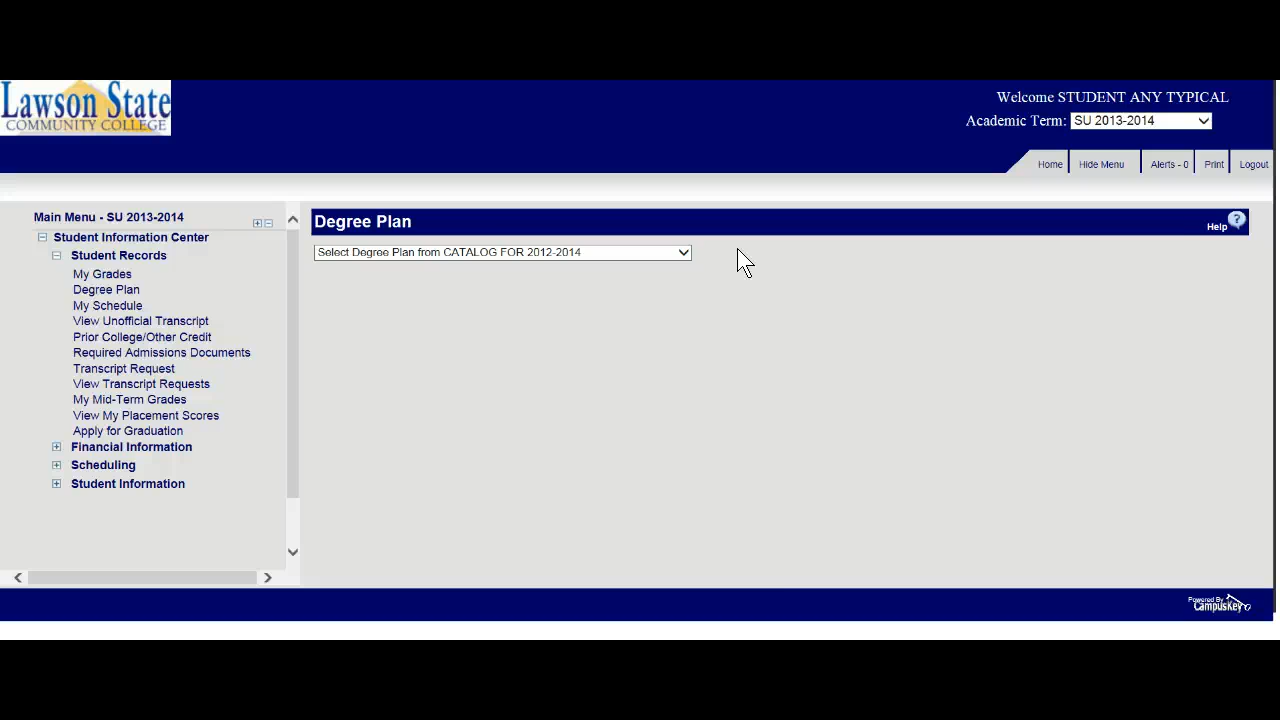 Lawson State
COMMUNITY COLLEGE
Welcome STUDENT ANY TYPICAL
Academic Term: SU 2013-2014
Home Hide Menu Alerts - 0 Print Logout
Main Menu - SU 2013-2014
Student Information Center
Student Records
My Grades
Degree Plan
My Schedule
View Unofficial Transcript
Prior College/Other Credit
Required Admissions Documents
Transcript Request
View Transcript Requests
My Mid-Term Grades
View My Placement Scores
Apply for Graduation
Financial Information
Scheduling
Student Information
Degree Plan
Help ?
Select Degree Plan from CATALOG FOR 2012-2014
Powered By
CampusKey